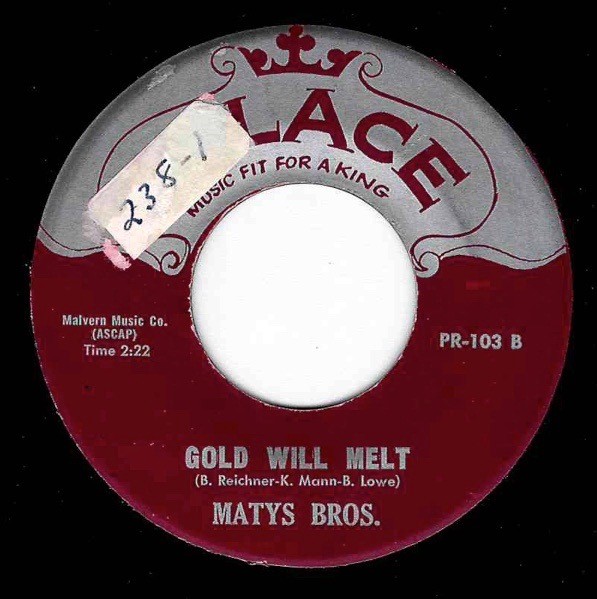 LACE
MUSIC FIT FOR A KING
238-1
Malvern Music Co.
(ASCAP)
Time 2:22
PR-103 B
GOLD WILL MELT
(B. Reichner-K. Mann-B. Lowe)
MATYS BROS.